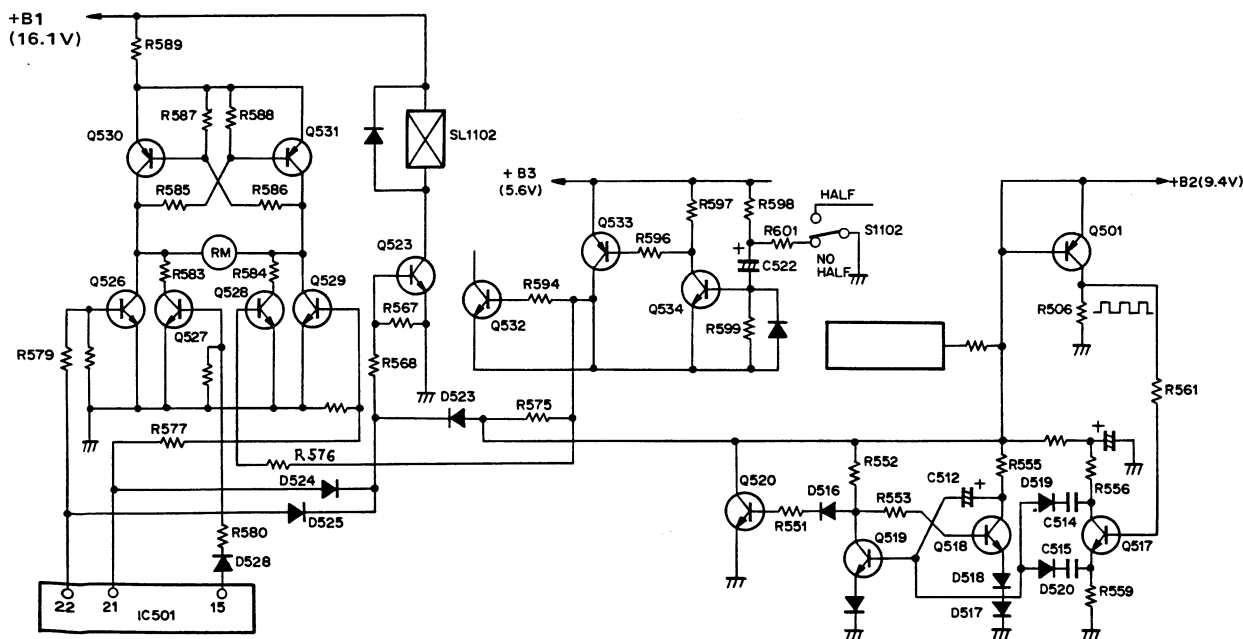 +B1
(16.1V)
R589
R587
R588
Q530
Q531
SL1102
R585
R586
+ B3
(5.6V)
R597
R598
HALF
+B2(9.4V)
Q533
R601
S1102
Q501
RM
R596
+
C522
NO
HALF
Q523
R583
R584
Q526
Q528
Q529
R594
Q534
R506
Q527
R567
Q532
R599
R579
R568
R561
D523
R575
R577
R576
+
R552
C512
+
R555
D519
R556
D524
Q520
D516
R553
D525
R551
Q519
Q518
C514
C515
Q517
R580
D528
D518
D520
R559
D517
22
21
15
IC501